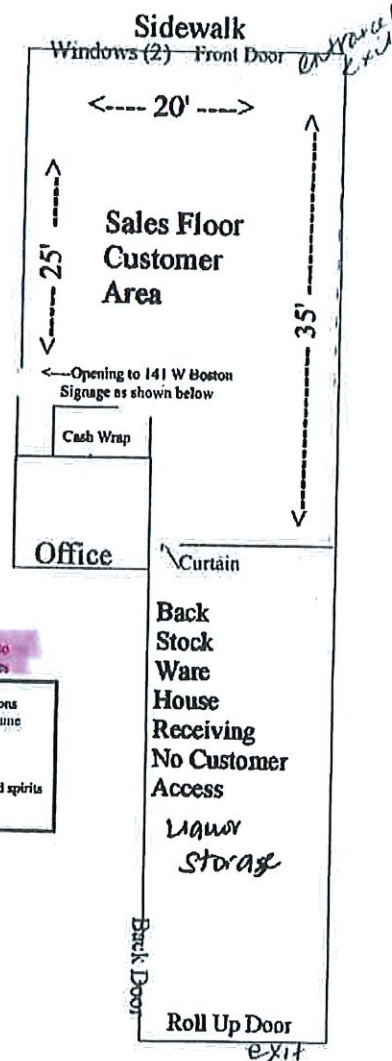 Sidewalk
Windows (2) Front Door
entrance
exit
<---- 20' ---->
<---- 25' ---->
<---- 35' ---->
Sales Floor
Customer
Area
<----Opening to 141 W Boston
Signage as shown below
Cash Wrap
Office
Curtain
Back
Stock
Ware
House
Receiving
No Customer
Access
Liquor
Storage
spirits
Back Door
Roll Up Door
exit